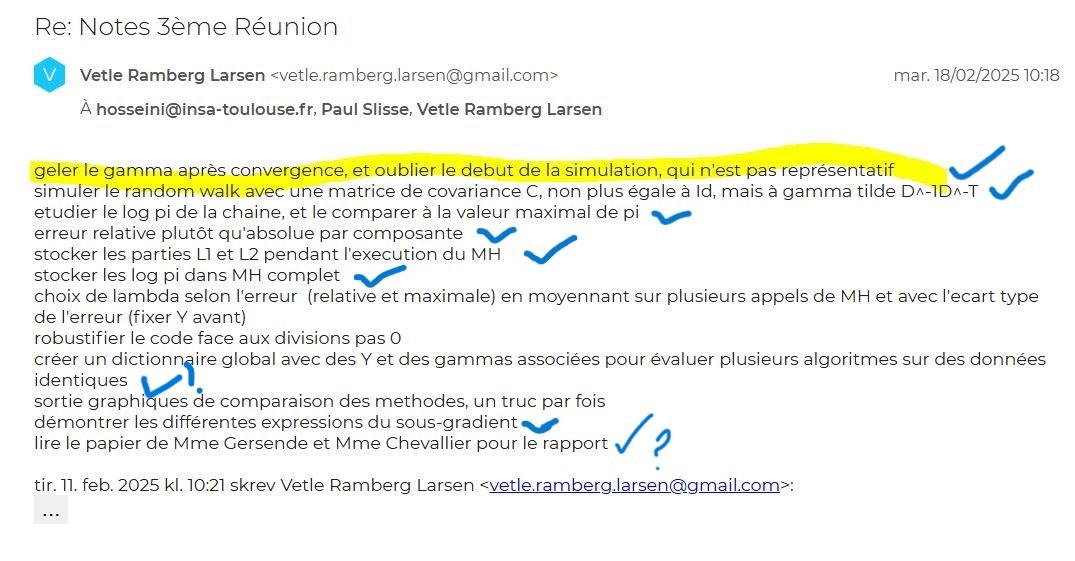 Re: Notes 3ème Réunion
V
Vetle Ramberg Larsen <vetle.ramberg.larsen@gmail.com>
mar. 18/02/2025 10:18
À hosseini@insa-toulouse.fr, Paul Slisse, Vetle Ramberg Larsen
geler le gamma après convergence, et oublier le debut de la simulation, qui n'est pas représentatif
simuler le random walk avec une matrice de covariance C, non plus égale à Id, mais à gamma tilde D^-1D^-T
etudier le log pi de la chaine, et le comparer à la valeur maximal de pi
erreur relative plutôt qu'absolue par composante
stocker les parties L1 et L2 pendant l'execution du MH
stocker les log pi dans MH complet
choix de lambda selon l'erreur (relative et maximale) en moyennant sur plusieurs appels de MH et avec l'ecart type
de l'erreur (fixer Y avant)
robustifier le code face aux divisions pas 0
créer un dictionnaire global avec des Y et des gammas associées pour évaluer plusieurs algoritmes sur des données
identiques ?
sortie graphiques de comparaison des methodes, un truc par fois
démontrer les différentes expressions du sous-gradient
lire le papier de Mme Gersende et Mme Chevallier pour le rapport ?
tir. 11. feb. 2025 kl. 10:21 skrev Vetle Ramberg Larsen <vetle.ramberg.larsen@gmail.com>:
...